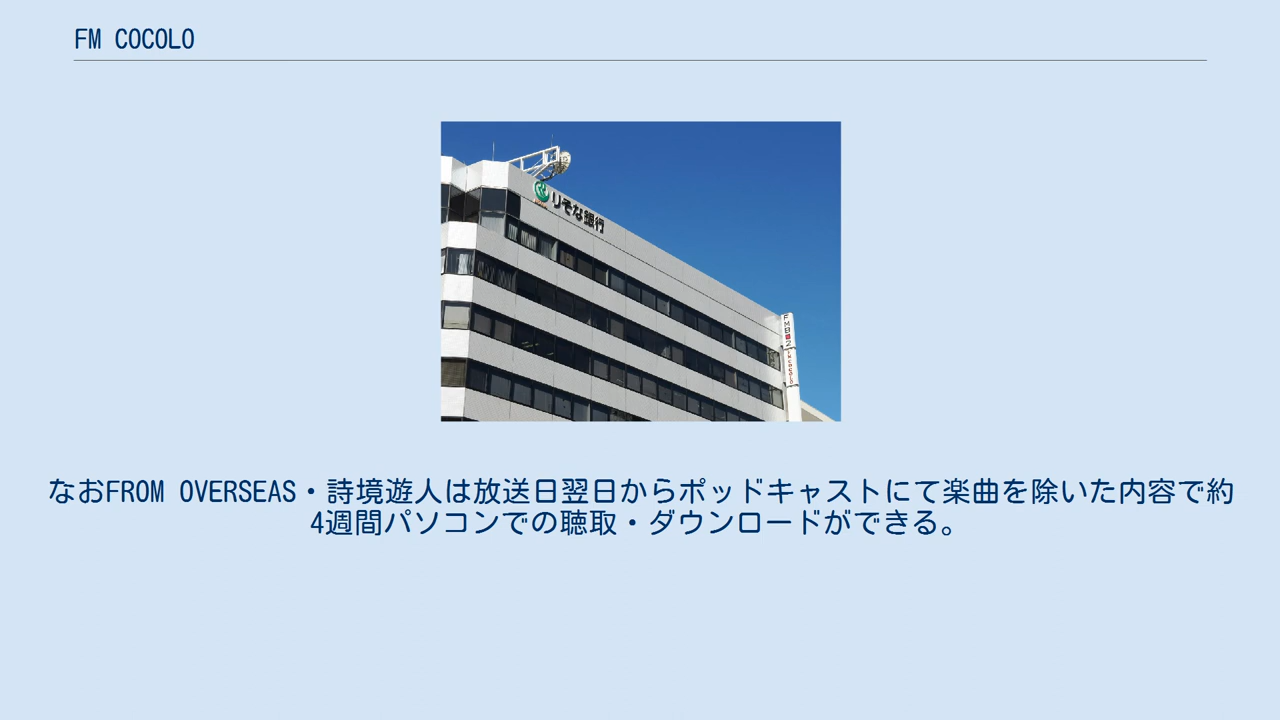 FM COCOLO
りそな銀行
FM802
FM COCOLO
なおFROM OVERSEAS・詩境遊人は放送日翌日からポッドキャストにて楽曲を除いた内容で約
4週間パソコンでの聴取・ダウンロードができる。